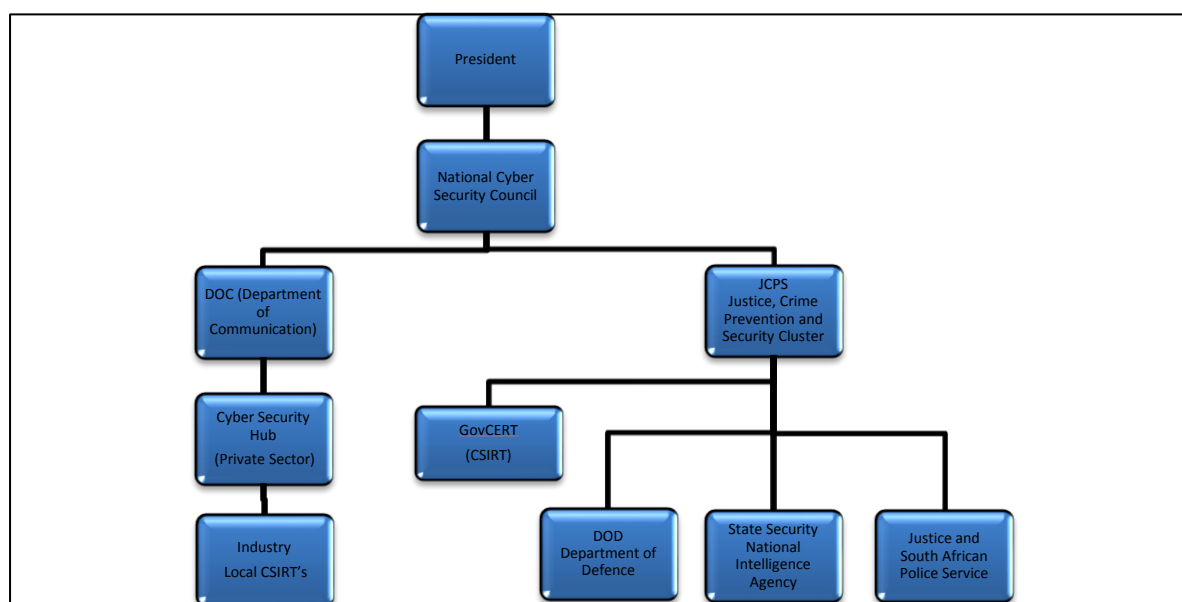 President
National Cyber
Security Council
DOC (Department
of
Communication)
JCPS
Justice, Crime
Prevention and
Security Cluster
Cyber Security
Hub
(Private Sector)
GovCERT
(CSIRT)
Industry
Local CSIRT’s
DOD
Department of
Defence
State Security
National
Intelligence
Agency
Justice and
South African
Police Service